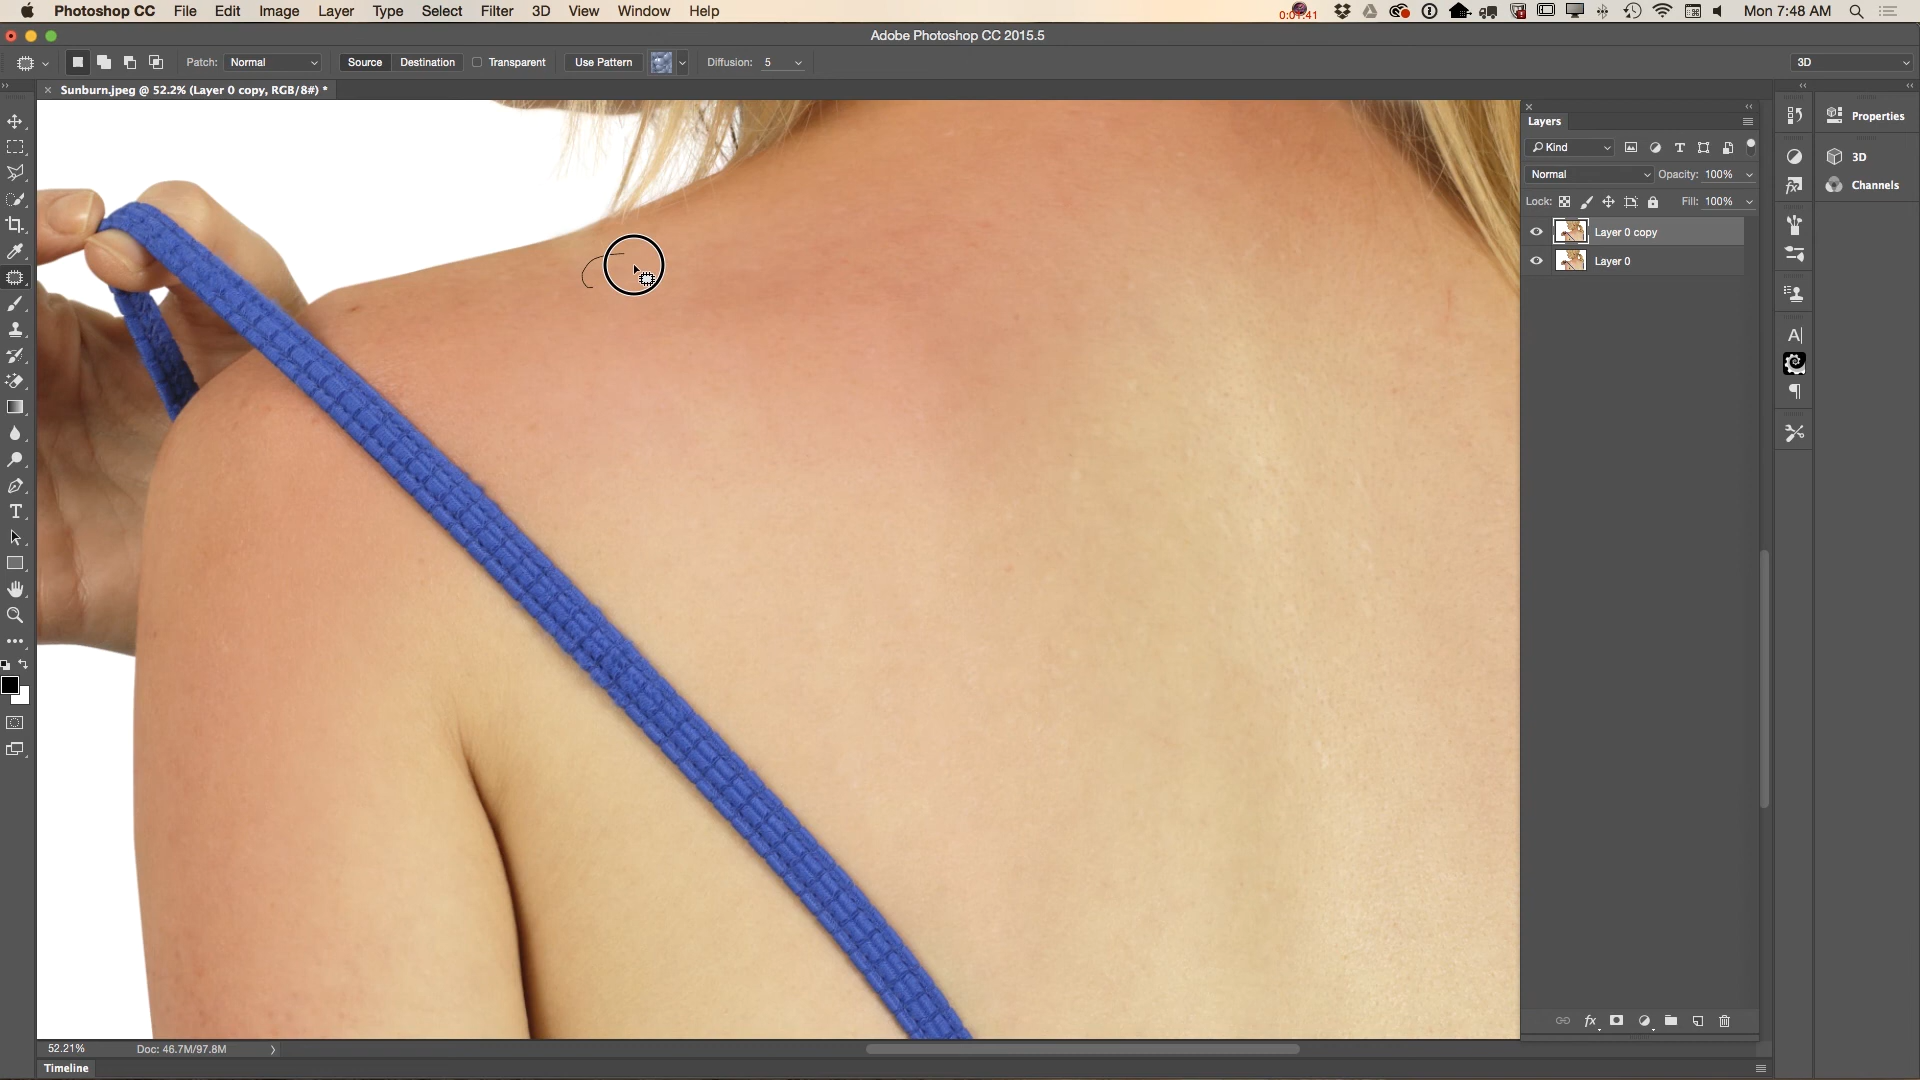 Photoshop CC File Edit Image Layer Type Select Filter 3D View Window Help Mon 7:48 AM
Adobe Photoshop CC 2015.5
Patch: Normal Source Destination Transparent Use Pattern Diffusion: 5 3D
Sunburn.jpeg @ 52.2% (Layer 0 copy, RGB/8#) *
Layers
Properties
Kind
3D
Normal Opacity: 100%
Channels
Lock: Fill: 100%
Layer 0 copy
Layer 0
52.21% Doc: 46.7M/97.8M
Timeline